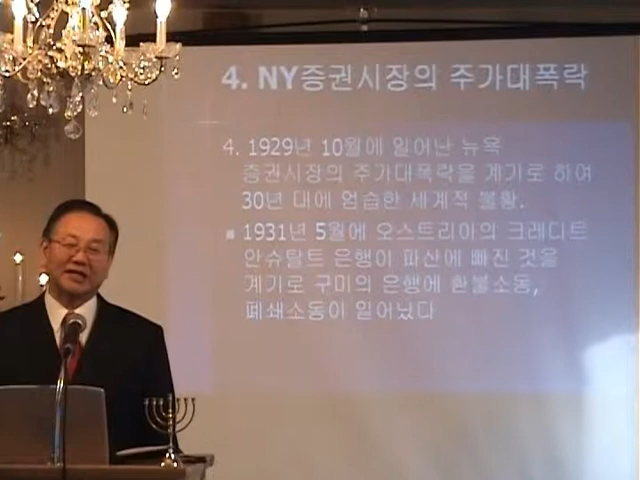 4. NY증권시장의 주가대폭락
4. 1929년 10월에 일어난 뉴욕
증권시장의 주가대폭락을 계기로 하여
30년 대에 엄습한 세계적 불황.
■ 1931년 5월에 오스트리아의 크레디트
안슈탈트 은행이 파산에 빠진 것을
계기로 구미의 은행에 환불소동,
폐쇄소동이 일어났다